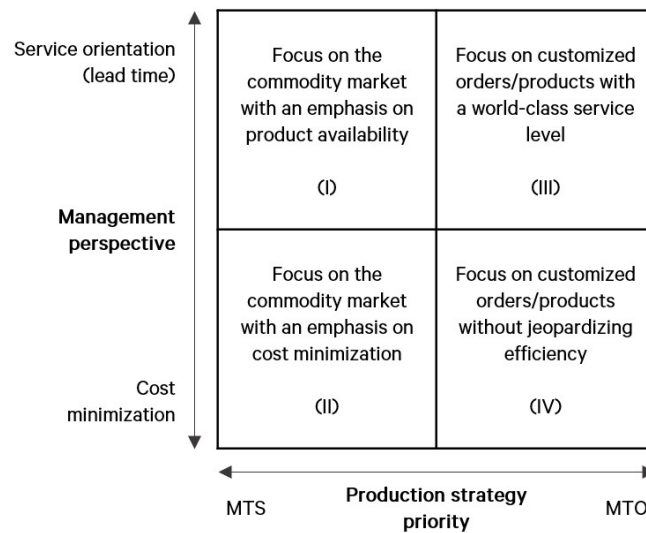 Service orientation
(lead time)
Focus on the
commodity market
with an emphasis on
product availability
(I)
Focus on customized
orders/products with
a world-class service
level
(III)
Management
perspective
Focus on the
commodity market
with an emphasis on
cost minimization
(II)
Focus on customized
orders/products
without jeopardizing
efficiency
(IV)
Cost
minimization
MTS
Production strategy
priority
MTO